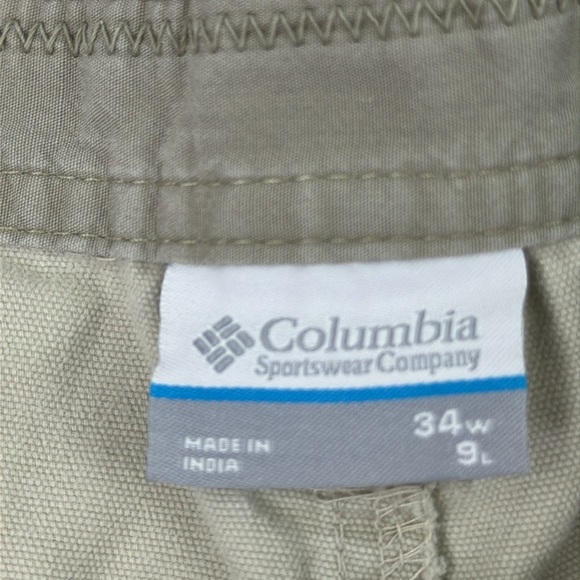 Columbia
Sportswear Company
34W
MADE IN
9L
INDIA